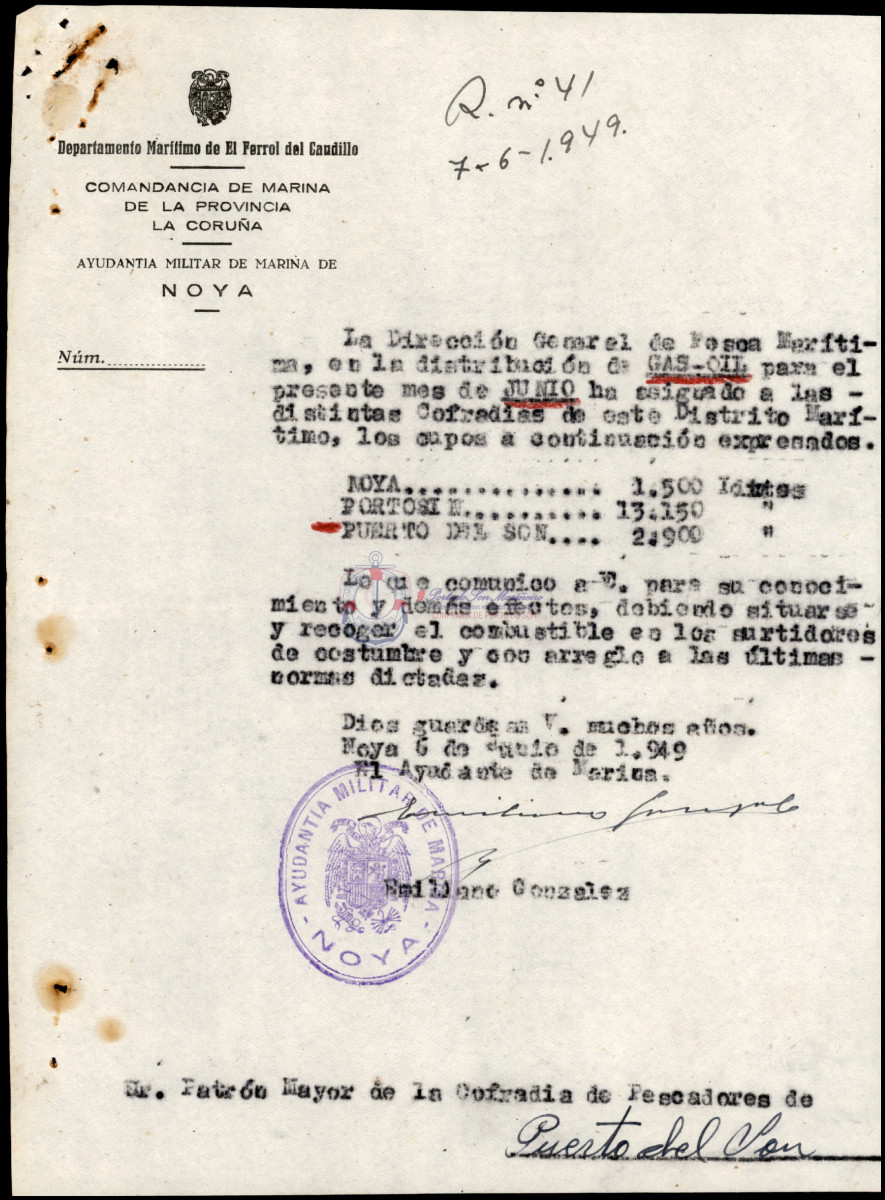 R. nº 41
7-6-1.949.
Departamento Marítimo de El Ferrol del Caudillo
COMANDANCIA DE MARINA
DE LA PROVINCIA
LA CORUÑA
AYUDANTIA MILITAR DE MARINA DE
NOYA
Núm.
La Dirección General de Pesca Maríti-
ma, en la distribución de GAS-OIL para el
presente mes de JUNIO ha asignado a las -
distintas Cofradias de este Distrito Marí-
timo, los cupos a continuación expresados.
NOYA............... 1.500
PORTOSIN........... 13.150 "
PUERTO DEL SON.... 2.900 "
Lo que comunico a V. para su conoci-
miento y demás efectos, debiendo situarse
y recoger el combustible en los surtidores
de costumbre y con arreglo a las últimas -
normas dictadas.
Dios guarde a V. muchos años.
Noya 6 de Junio de 1.949
El Ayudante de Marina.
Emiliano Gonzalez
AYUDANTIA MILITAR DE MARINA
- NOYA -
Emiliano Gonzalez
Sr. Patrón Mayor de la Cofradia de Pescadores de
Puerto del Son